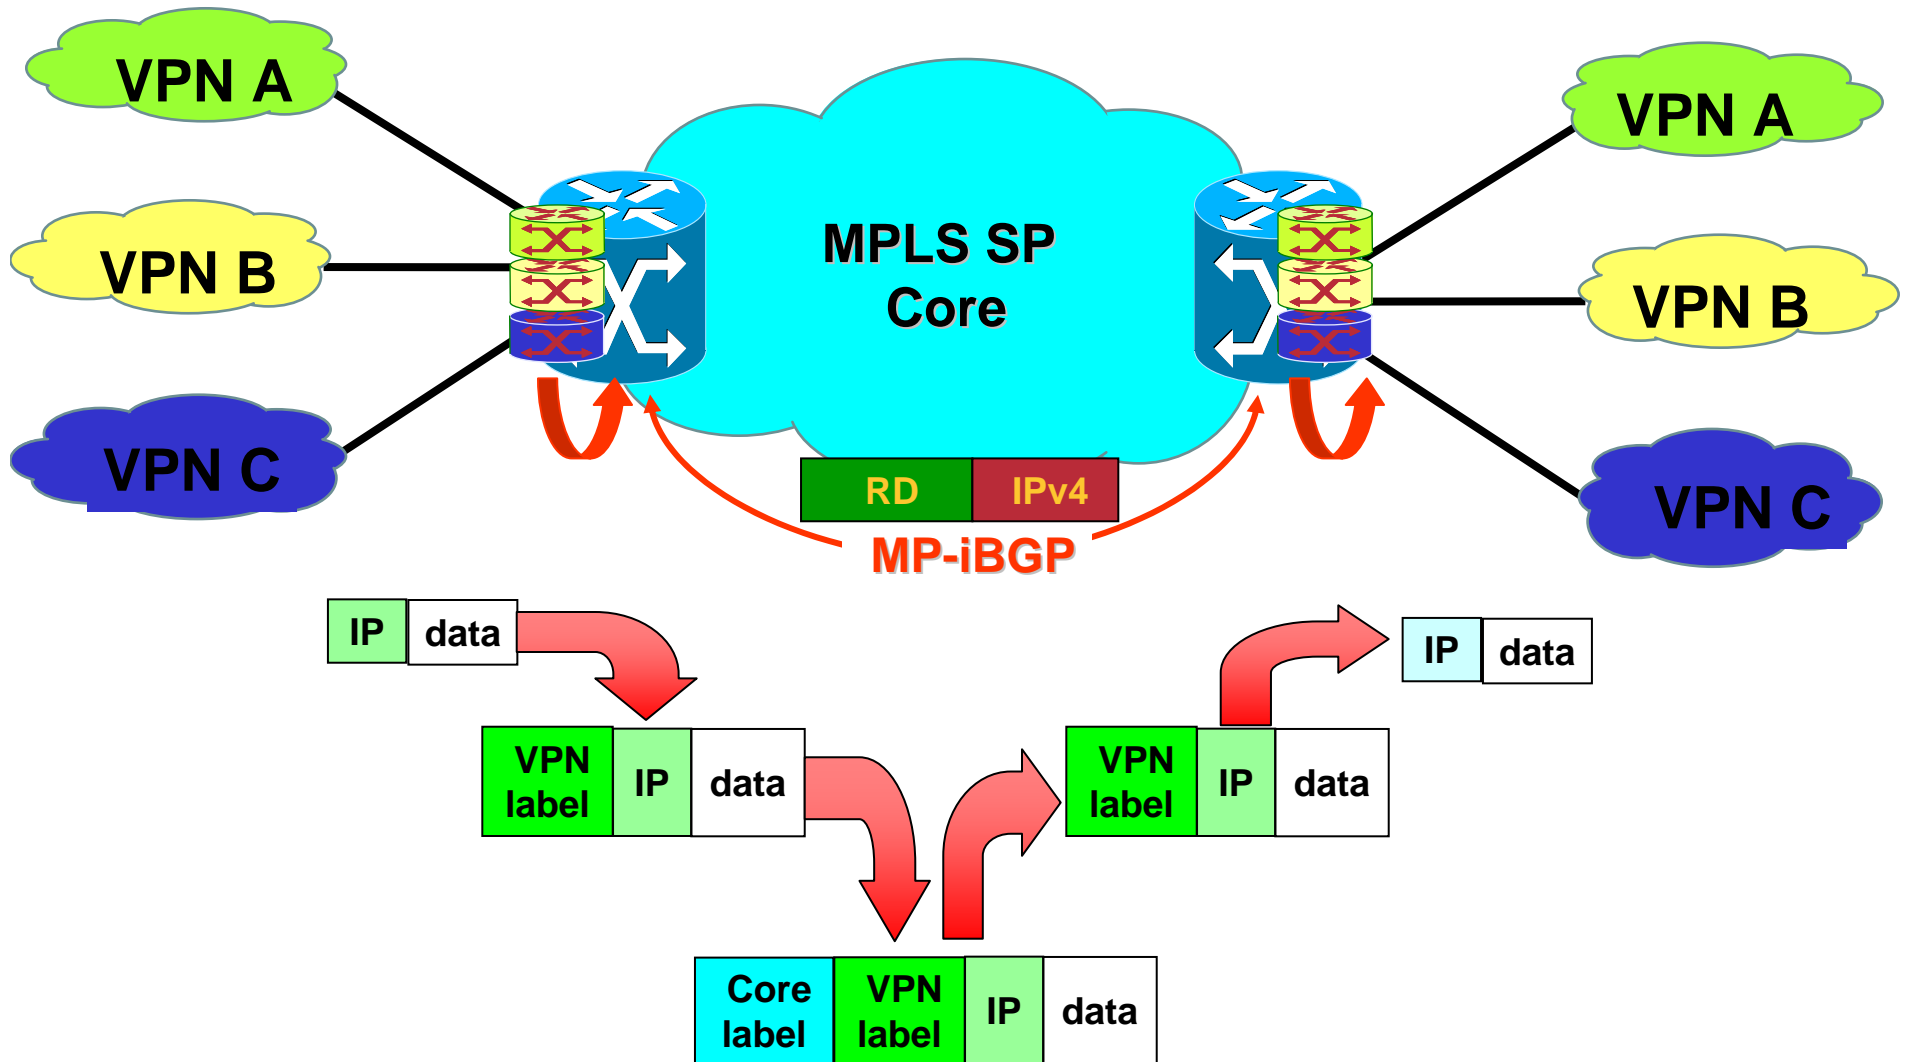 VPN A
VPN A
MPLS SP
Core
VPN B
VPN B
VPN C
VPN C
RD IPv4
MP-iBGP
IP data
IP data
VPN
label IP data
VPN
label IP data
Core
label VPN
label IP data